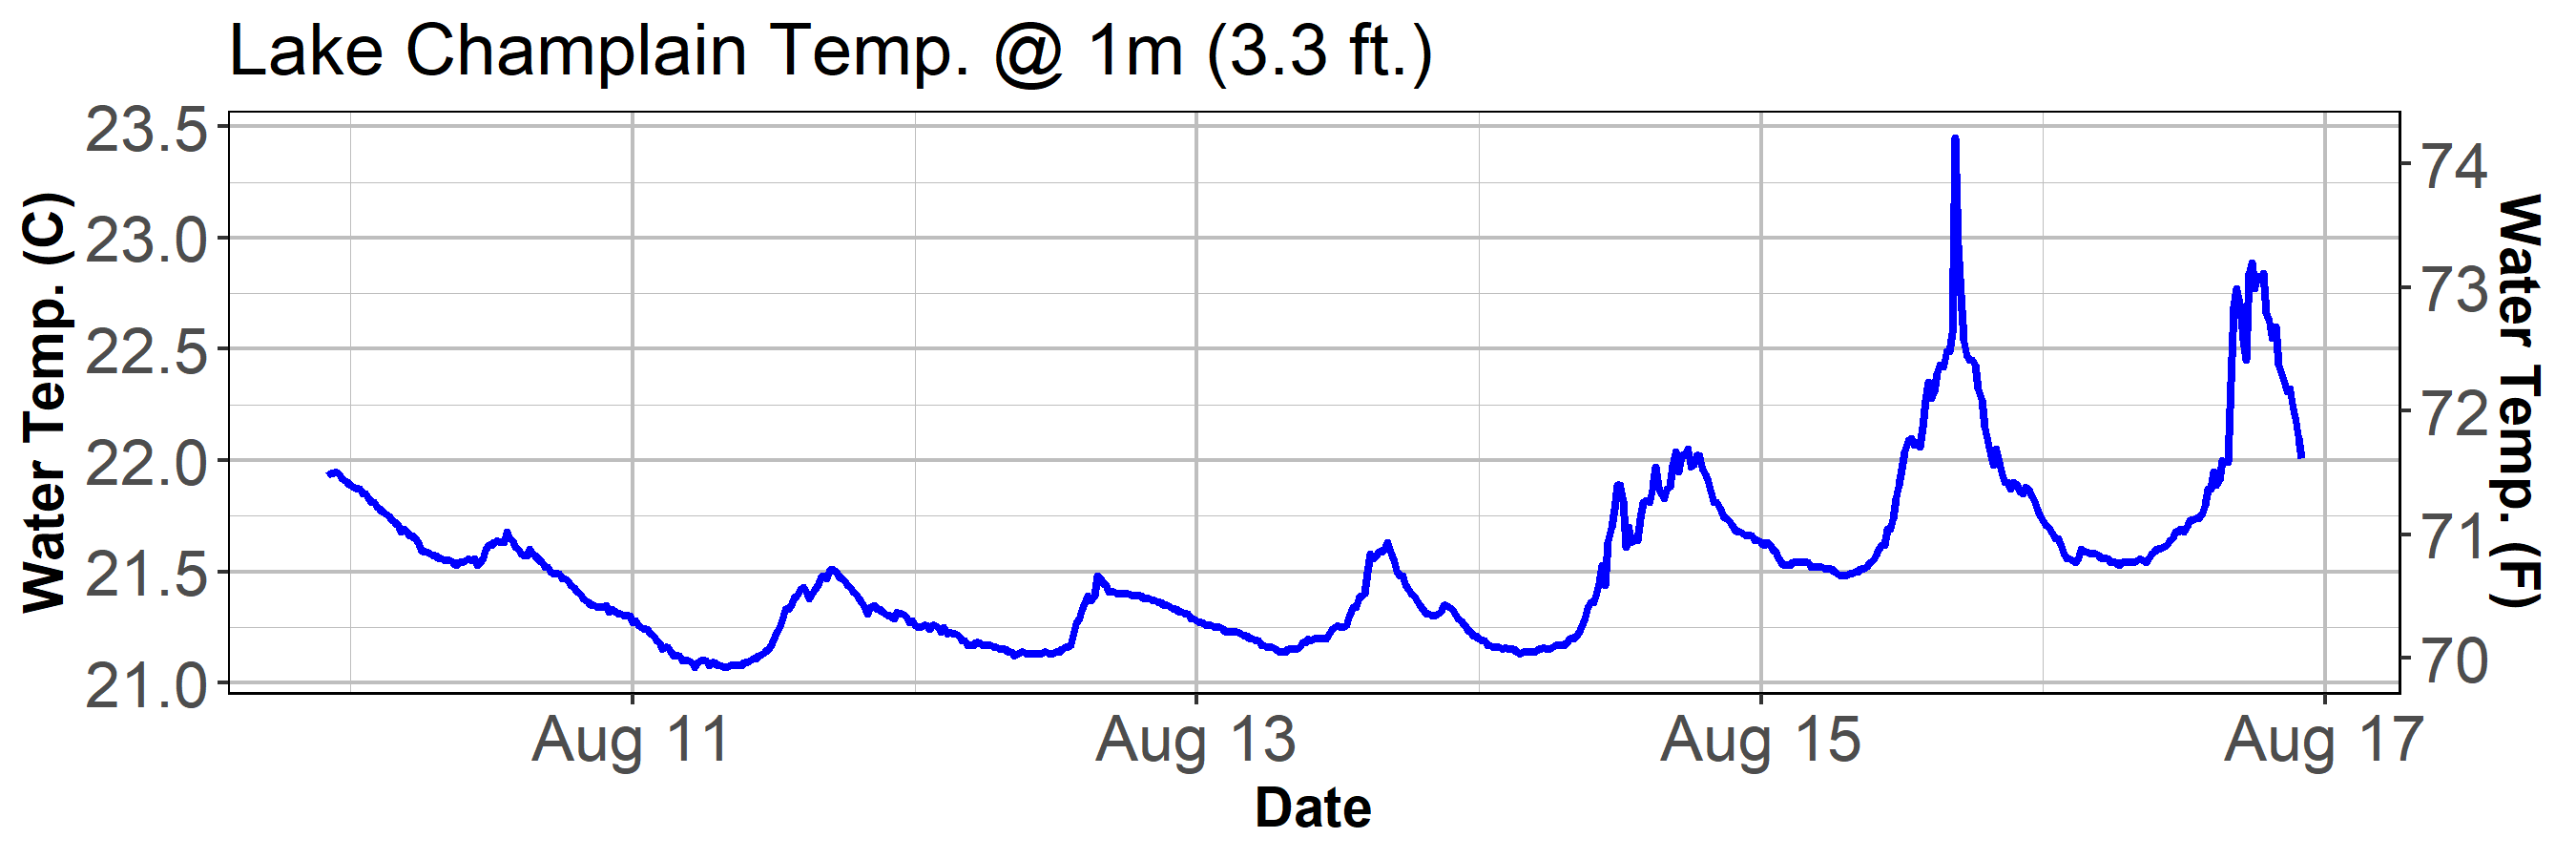 Lake Champlain Temp. @ 1m (3.3 ft.)
Water Temp. (C)
23.5
23.0
22.5
22.0
21.5
21.0
74
73
72
71
70
Water Temp. (F)
Aug 11
Aug 13
Aug 15
Aug 17
Date